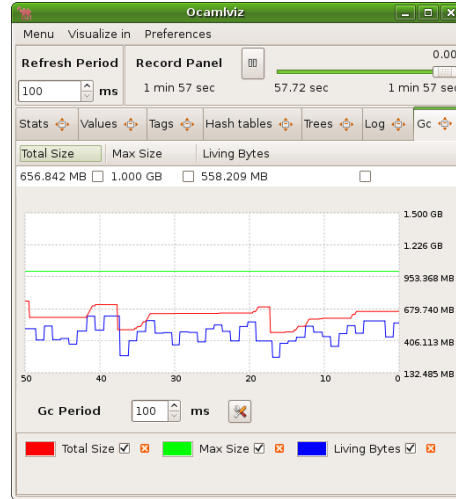 Ocamlviz
Menu Visualize in Preferences
Refresh Period Record Panel 0.00
100 ms 1 min 57 sec 57.72 sec 1 min 57 sec
Stats Values Tags Hash tables Trees Log Gc
Total Size Max Size Living Bytes
656.842 MB 1.000 GB 558.209 MB
1.500 GB
1.226 GB
953.368 MB
679.740 MB
406.113 MB
132.485 MB
50 40 30 20 10 0
Gc Period 100 ms
Total Size Max Size Living Bytes